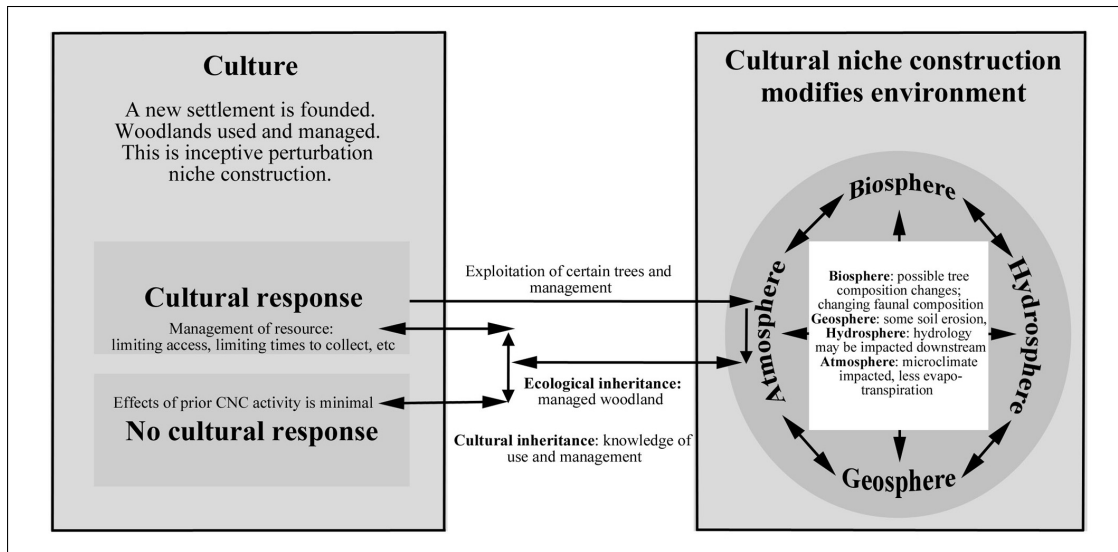 Culture
A new settlement is founded.
Woodlands used and managed.
This is inceptive perturbation
niche construction.
Cultural response
Management of resource:
limiting access, limiting times to collect, etc
Effects of prior CNC activity is minimal
No cultural response
Exploitation of certain trees and
management
Ecological inheritance:
managed woodland
Cultural inheritance: knowledge of
use and management
Cultural niche construction
modifies environment
Biosphere
Atmosphere
Hydrosphere
Biosphere: possible tree
composition changes;
changing faunal composition
Geosphere: some soil erosion,
Hydrosphere: hydrology
may be impacted downstream
Atmosphere: microclimate
impacted, less evapo-
transpiration
Geosphere